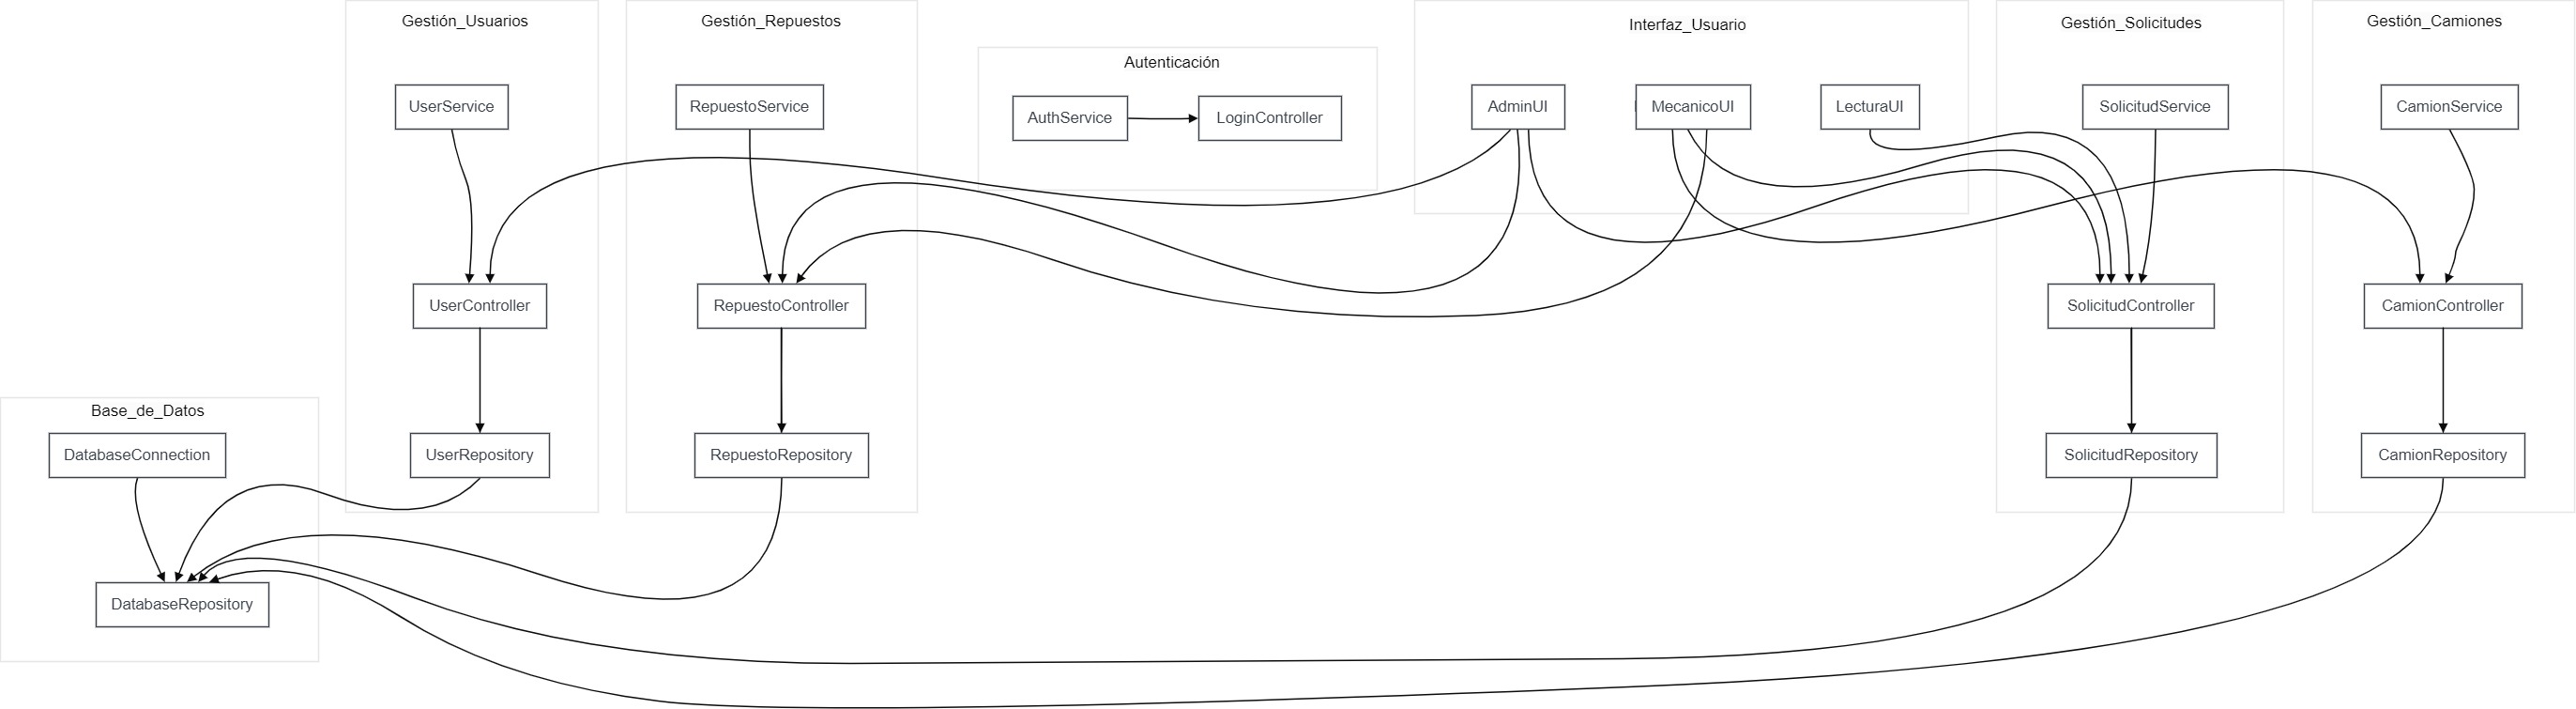 Gestión_Usuarios
UserService
UserController
UserRepository
Gestión_Repuestos
RepuestoService
RepuestoController
RepuestoRepository
Autenticación
AuthService
LoginController
Interfaz_Usuario
AdminUI
MecanicoUI
LecturaUI
Gestión_Solicitudes
SolicitudService
SolicitudController
SolicitudRepository
Gestión_Camiones
CamionService
CamionController
CamionRepository
Base_de_Datos
DatabaseConnection
DatabaseRepository